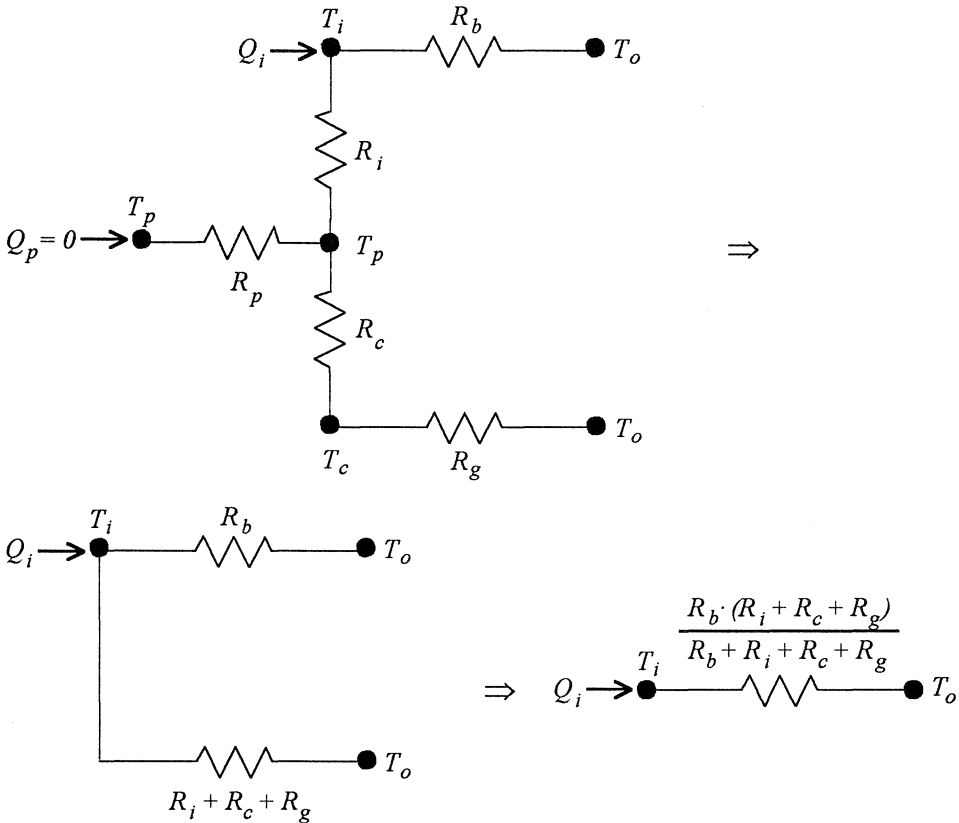 T_i R_b
Q_i → T_o
R_i
T_p
Q_p = 0 → T_p
R_p
R_c
⇒
T_o
T_c R_g
T_i R_b
Q_i → T_o
T_o
R_i + R_c + R_g
R_b · (R_i + R_c + R_g)
R_b + R_i + R_c + R_g
T_i
⇒ Q_i → T_o